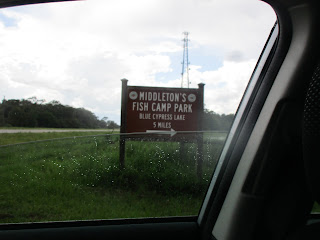 MIDDLETON'S
FISH CAMP PARK
BLUE CYPRESS LAKE
5 MILES